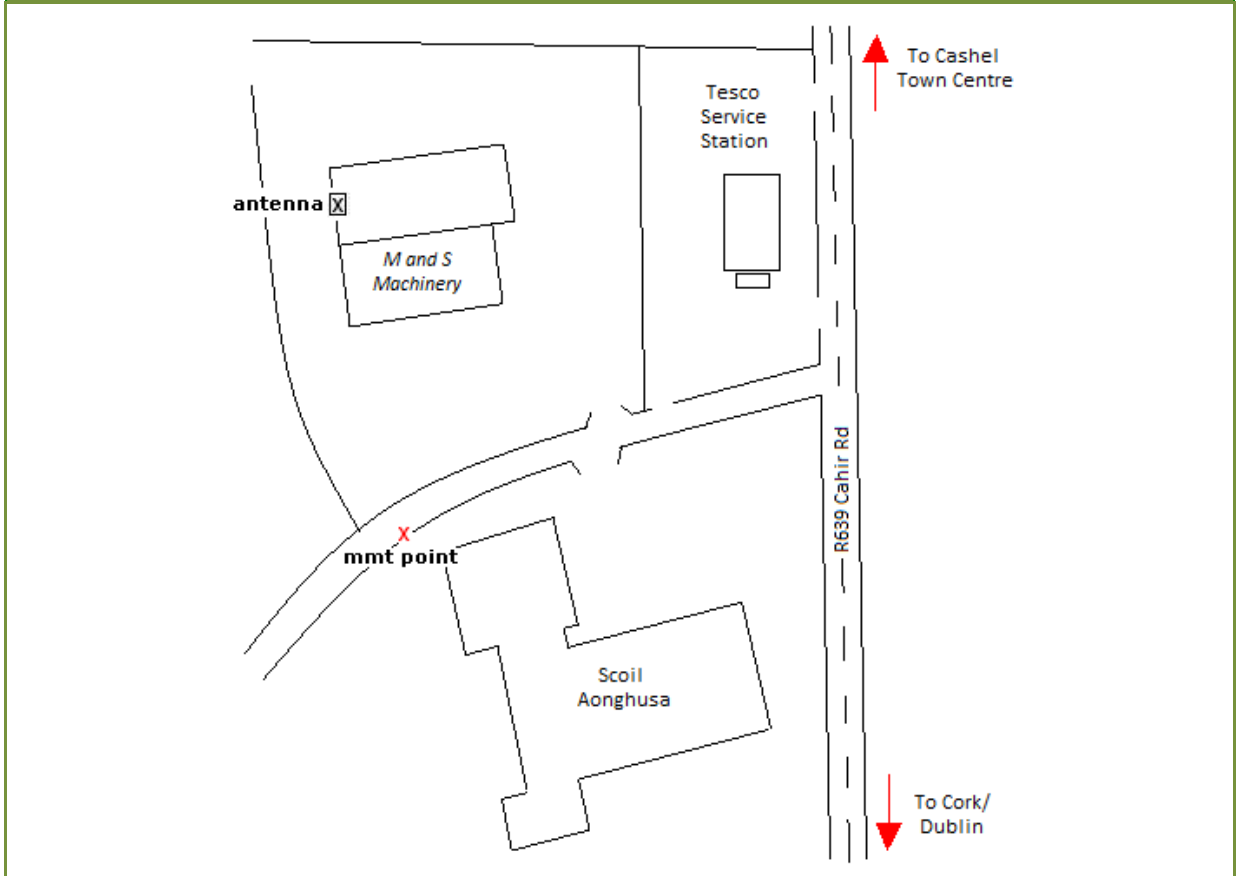 To Cashel
Town Centre
Tesco
Service
Station
antenna X
M and S
Machinery
R639 Cahir Rd
X
mmt point
Scoil
Aonghusa
To Cork/
Dublin